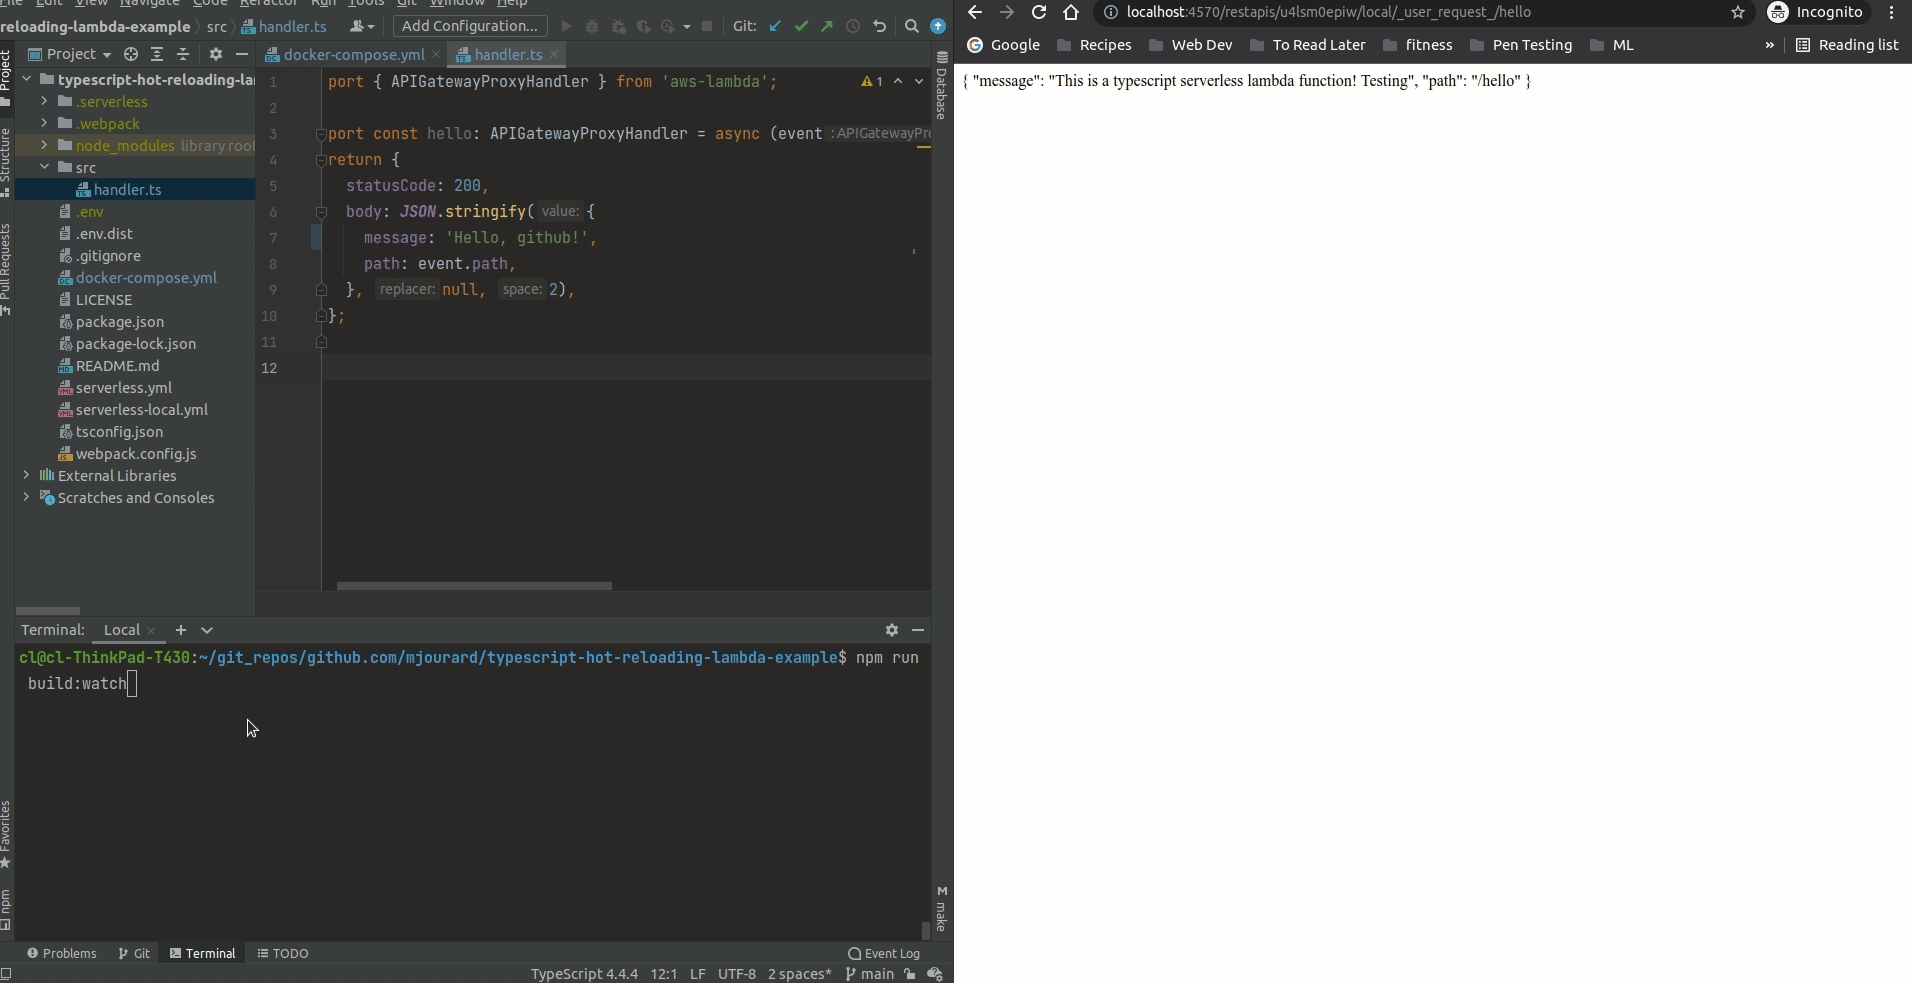 File Edit View Navigate Code Refactor Run Tools Git Window Help
reloading-lambda-example src handler.ts Add Configuration... Git:
Project
docker-compose.yml handler.ts
typescript-hot-reloading-la
.serverless
.webpack
node_modules library root
src
handler.ts
.env
.env.dist
.gitignore
docker-compose.yml
LICENSE
package.json
package-lock.json
README.md
serverless.yml
serverless-local.yml
tsconfig.json
webpack.config.js
External Libraries
Scratches and Consoles
1 port { APIGatewayProxyHandler } from 'aws-lambda';
1
2
3 port const hello: APIGatewayProxyHandler = async (event : APIGatewayPro
4 return {
5 statusCode: 200,
6 body: JSON.stringify( value: {
7 message: 'Hello, github!',
8 path: event.path,
9 }, replacer: null, space: 2),
10 };
11
12
Project
Structure
Pull Requests
Favorites
npm
Database
make
Terminal: Local
cl@cl-ThinkPad-T430:~/git_repos/github.com/mjourard/typescript-hot-reloading-lambda-example$ npm run
build:watch
Problems Git Terminal TODO Event Log
TypeScript 4.4.4 12:1 LF UTF-8 2 spaces* main
localhost:4570/restapis/u4lsm0epiw/local/_user_request_/hello Incognito
Google Recipes Web Dev To Read Later fitness Pen Testing ML » Reading list
{ "message": "This is a typescript serverless lambda function! Testing", "path": "/hello" }